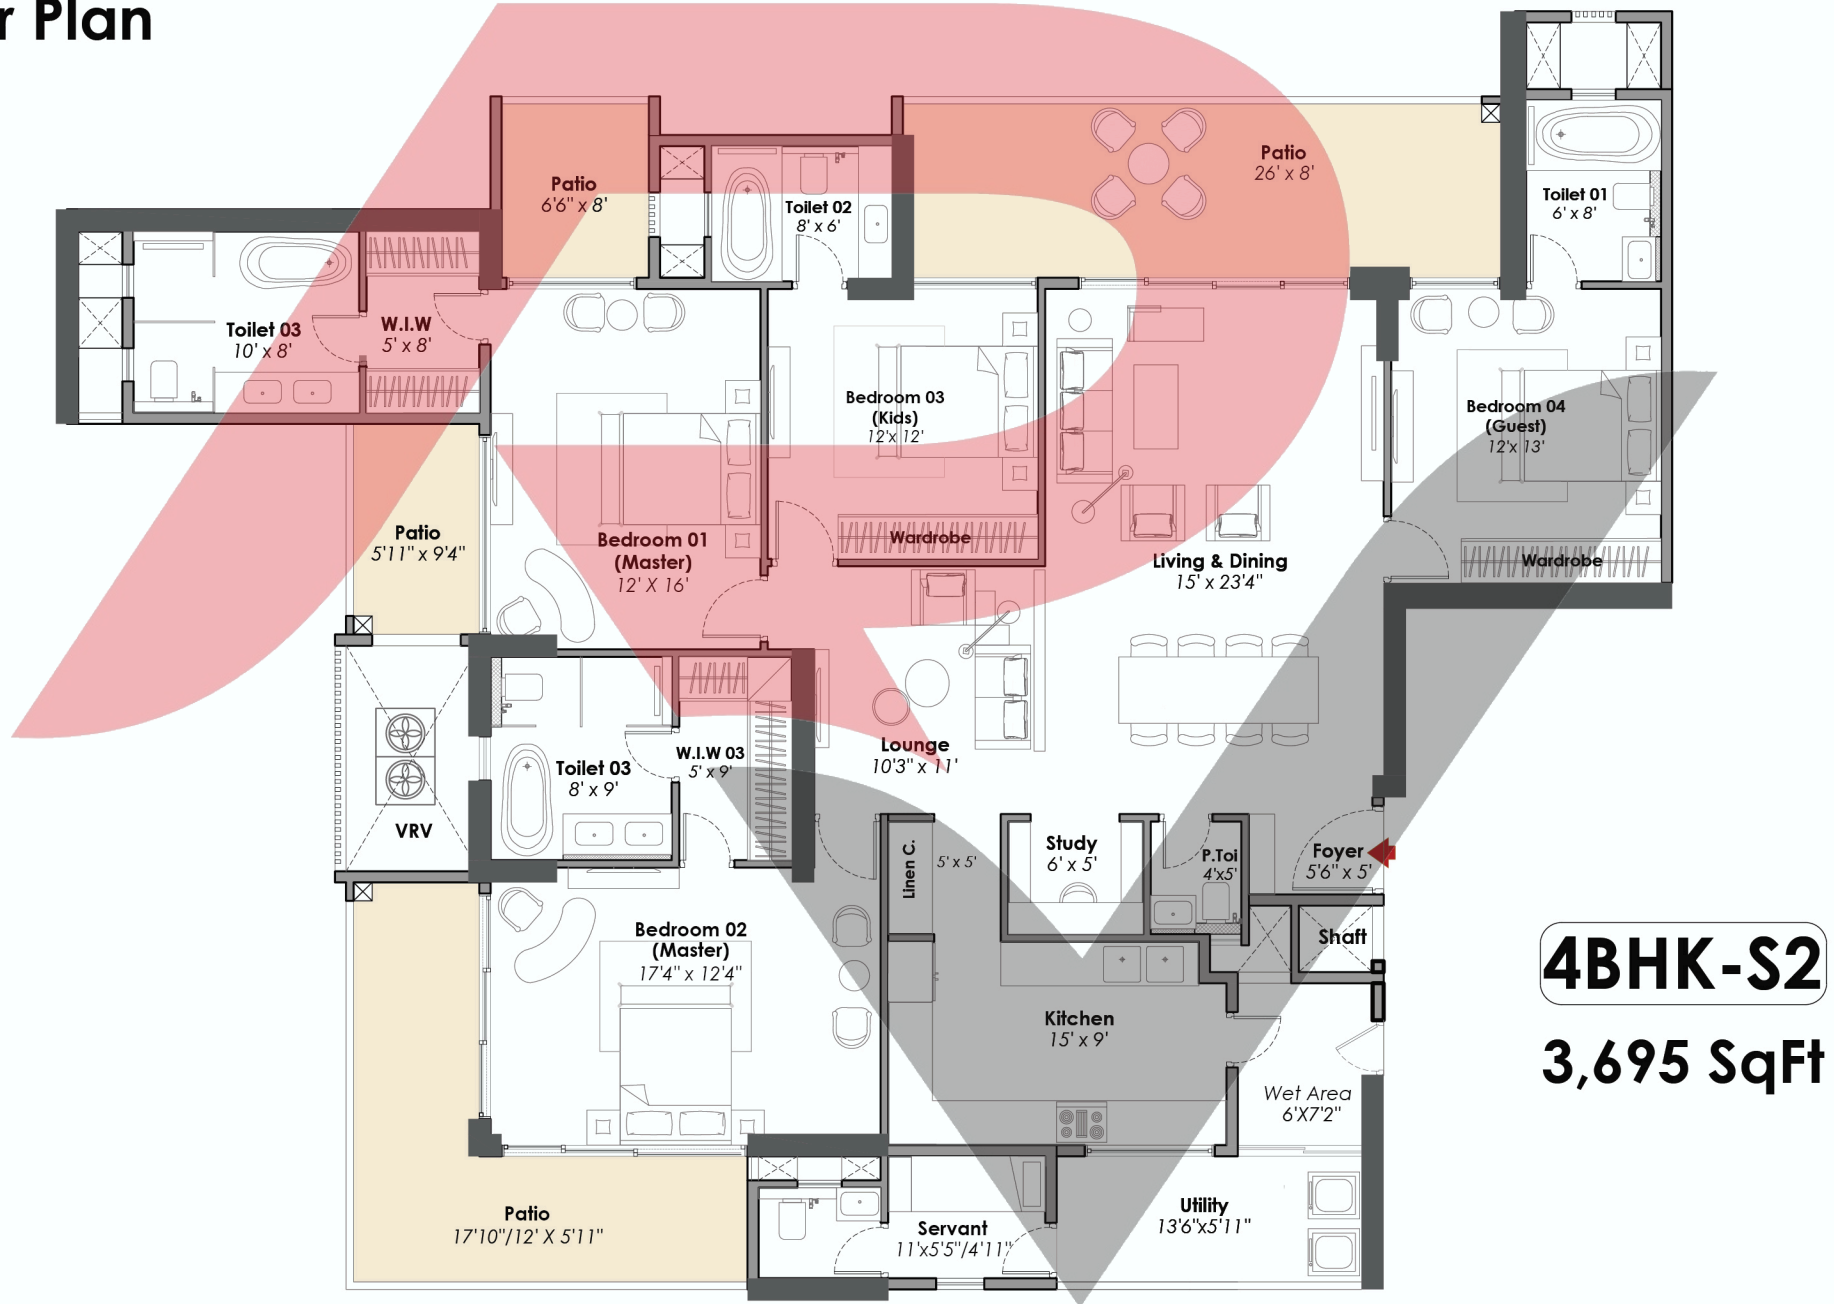 r Plan
Patio
6'6" x 8'
Toilet 02
8' x 6'
Patio
26' x 8'
Toilet 01
6' x 8'
Toilet 03
10' x 8'
W.I.W
5' x 8'
Bedroom 03
(Kids)
12'x 12'
Bedroom 04
(Guest)
12'x 13'
Patio
5'11" x 9'4"
Bedroom 01
(Master)
12' X 16'
Wardrobe
Living & Dining
15' x 23'4"
Wardrobe
Toilet 03
8' x 9'
W.I.W 03
5' x 9'
Lounge
10'3" x 11'
VRV
Linen C.
5' x 5'
Study
6' x 5'
P.Toi
4'x5'
Foyer
5'6" x 5'
Bedroom 02
(Master)
17'4" x 12'4"
Shaft
4BHK-S2
3,695 SqFt
Kitchen
15' x 9'
Wet Area
6'X7'2"
Patio
17'10"/12' X 5'11"
Servant
11'x5'5"/4'11"
Utility
13'6"x5'11"